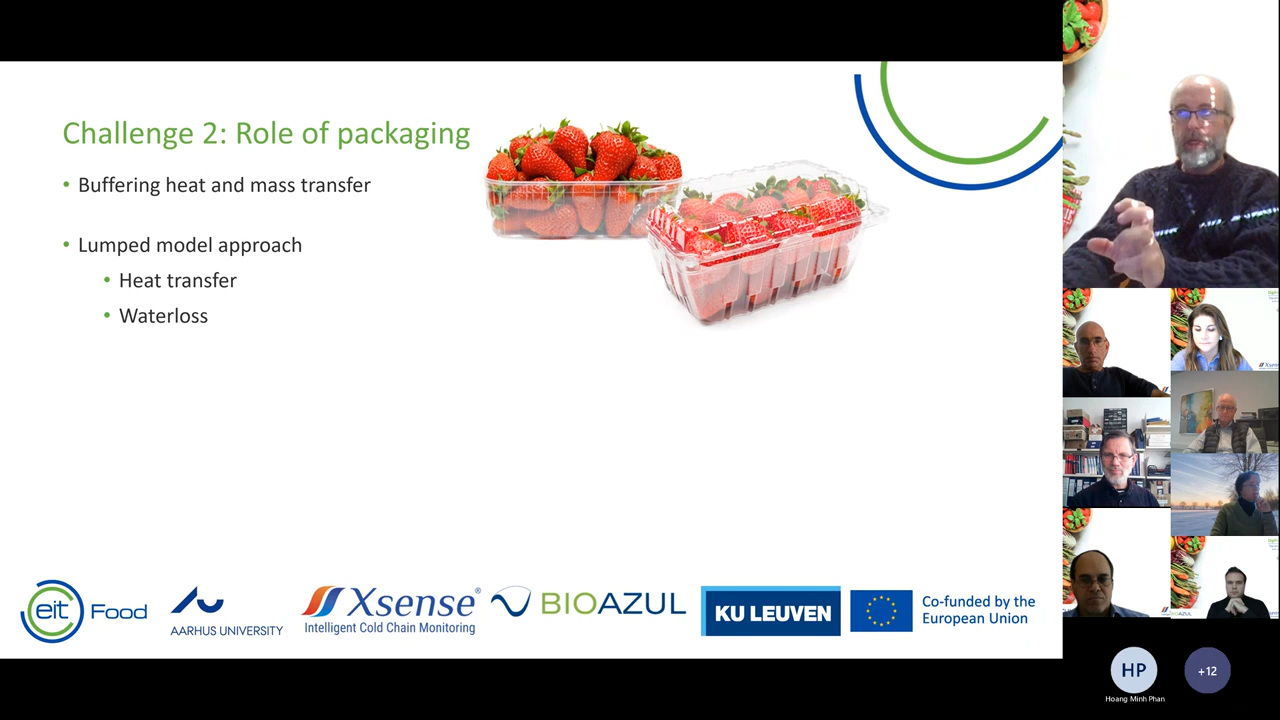 Challenge 2: Role of packaging
• Buffering heat and mass transfer
• Lumped model approach
• Heat transfer
• Waterloss
eit Food
AARHUS UNIVERSITY
Xsense®
Intelligent Cold Chain Monitoring
BIOAZUL
KU LEUVEN
Co-funded by the
European Union
BIOAZUL
HP
+12
Hoang Minh Phan